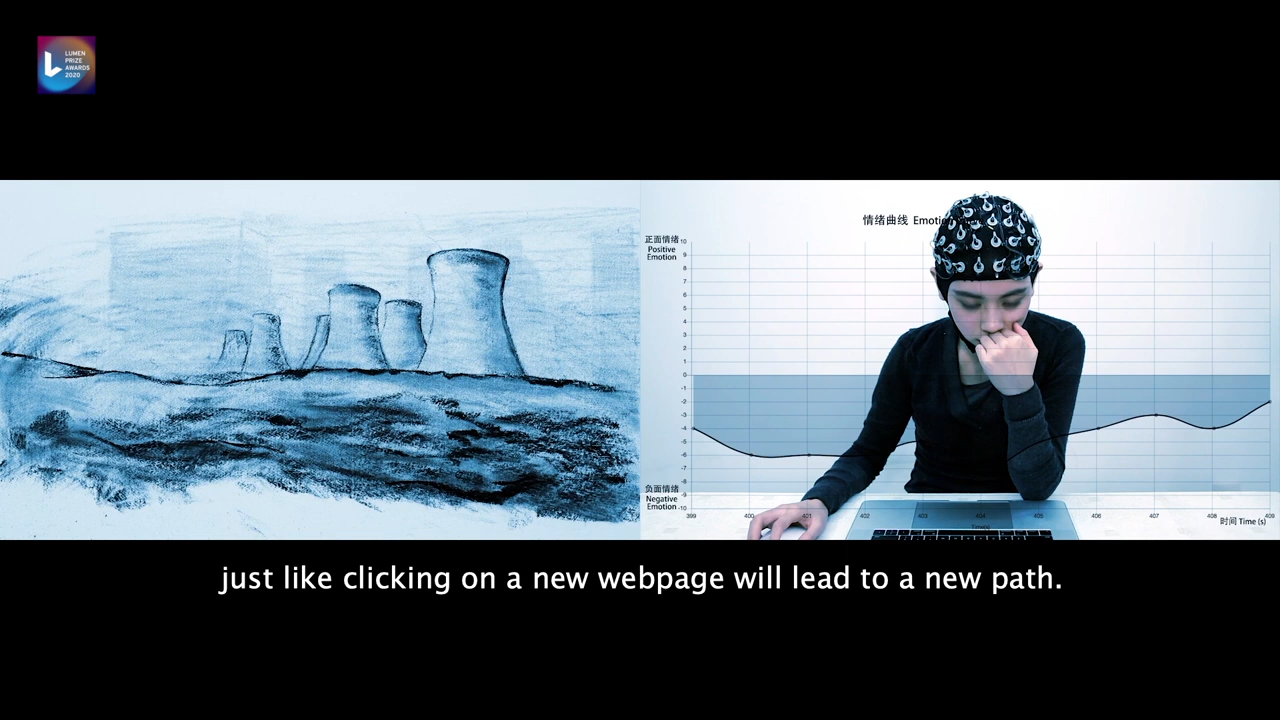 LUMEN
PRIZE
AWARDS
2020
情绪曲线 Emotion
正面情绪
Positive
Emotion
10
9
8
7
6
5
4
3
2
1
0
-1
-2
-3
-4
-5
-6
-7
-8
-9
-10
负面情绪
Negative
Emotion
399 400 401 402 403 404 405 406 407 408 409
Time(s)
时间 Time (s)
just like clicking on a new webpage will lead to a new path.